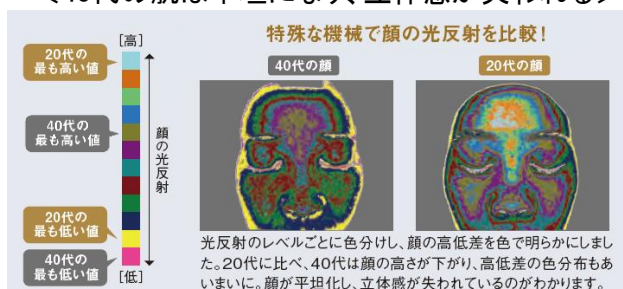 特殊な機械で顔の光反射を比較！
[高]
20代の
最も高い値
40代の
最も高い値
顔の光反射
20代の
最も低い値
40代の
最も低い値
[低]
40代の顔
20代の顔
光反射のレベルごとに色分けし、顔の高低差を色で明らかにしまし
た。20代に比べ、40代は顔の高さが下がり、高低差の色分布もあ
いまいに。顔が平坦化し、立体感が失われているのがわかります。